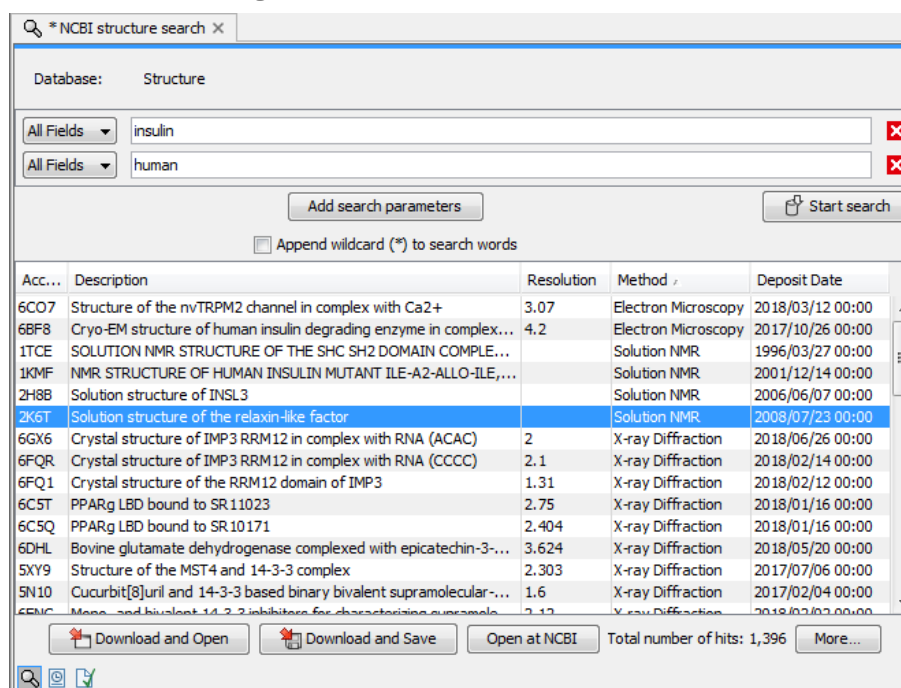 * NCBI structure search
Database: Structure
All Fields insulin
All Fields human
Add search parameters Start search
Append wildcard (*) to search words
Acc... Description Resolution Method Deposit Date
6CO7 Structure of the nvTRPM2 channel in complex with Ca2+ 3.07 Electron Microscopy 2018/03/12 00:00
6BF8 Cryo-EM structure of human insulin degrading enzyme in complex... 4.2 Electron Microscopy 2017/10/26 00:00
1TCE SOLUTION NMR STRUCTURE OF THE SHC SH2 DOMAIN COMPLE... Solution NMR 1996/03/27 00:00
1KMF NMR STRUCTURE OF HUMAN INSULIN MUTANT ILE-A2-ALLO-ILE,... Solution NMR 2001/12/14 00:00
2H8B Solution structure of INSL3 Solution NMR 2006/06/07 00:00
2K6T Solution structure of the relaxin-like factor Solution NMR 2008/07/23 00:00
6GX6 Crystal structure of IMP3 RRM12 in complex with RNA (ACAC) 2 X-ray Diffraction 2018/06/26 00:00
6FQR Crystal structure of IMP3 RRM12 in complex with RNA (CCCC) 2.1 X-ray Diffraction 2018/02/14 00:00
6FQ1 Crystal structure of the RRM12 domain of IMP3 1.31 X-ray Diffraction 2018/02/12 00:00
6C5T PPARg LBD bound to SR11023 2.75 X-ray Diffraction 2018/01/16 00:00
6C5Q PPARg LBD bound to SR10171 2.404 X-ray Diffraction 2018/01/16 00:00
6DHL Bovine glutamate dehydrogenase complexed with epicatechin-3-... 3.624 X-ray Diffraction 2018/05/20 00:00
5XY9 Structure of the MST4 and 14-3-3 complex 2.303 X-ray Diffraction 2017/07/06 00:00
5N10 Cucurbit[8]uril and 14-3-3 based binary bivalent supramolecular-... 1.6 X-ray Diffraction 2017/02/04 00:00
Mono- and bivalent 14-3-3 inhibitors for characterizing supramole... 2.12 X-ray Diffraction
Download and Open Download and Save Open at NCBI Total number of hits: 1,396 More...